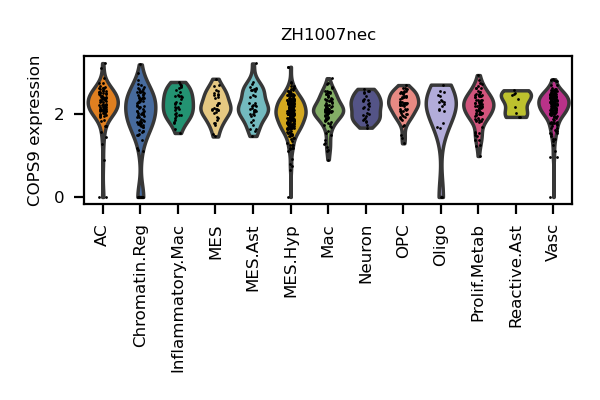 ZH1007nec
COPS9 expression
2
0
AC
Chromatin.Reg
Inflammatory.Mac
MES
MES.Ast
MES.Hyp
Mac
Neuron
OPC
Oligo
Prolif.Metab
Reactive.Ast
Vasc